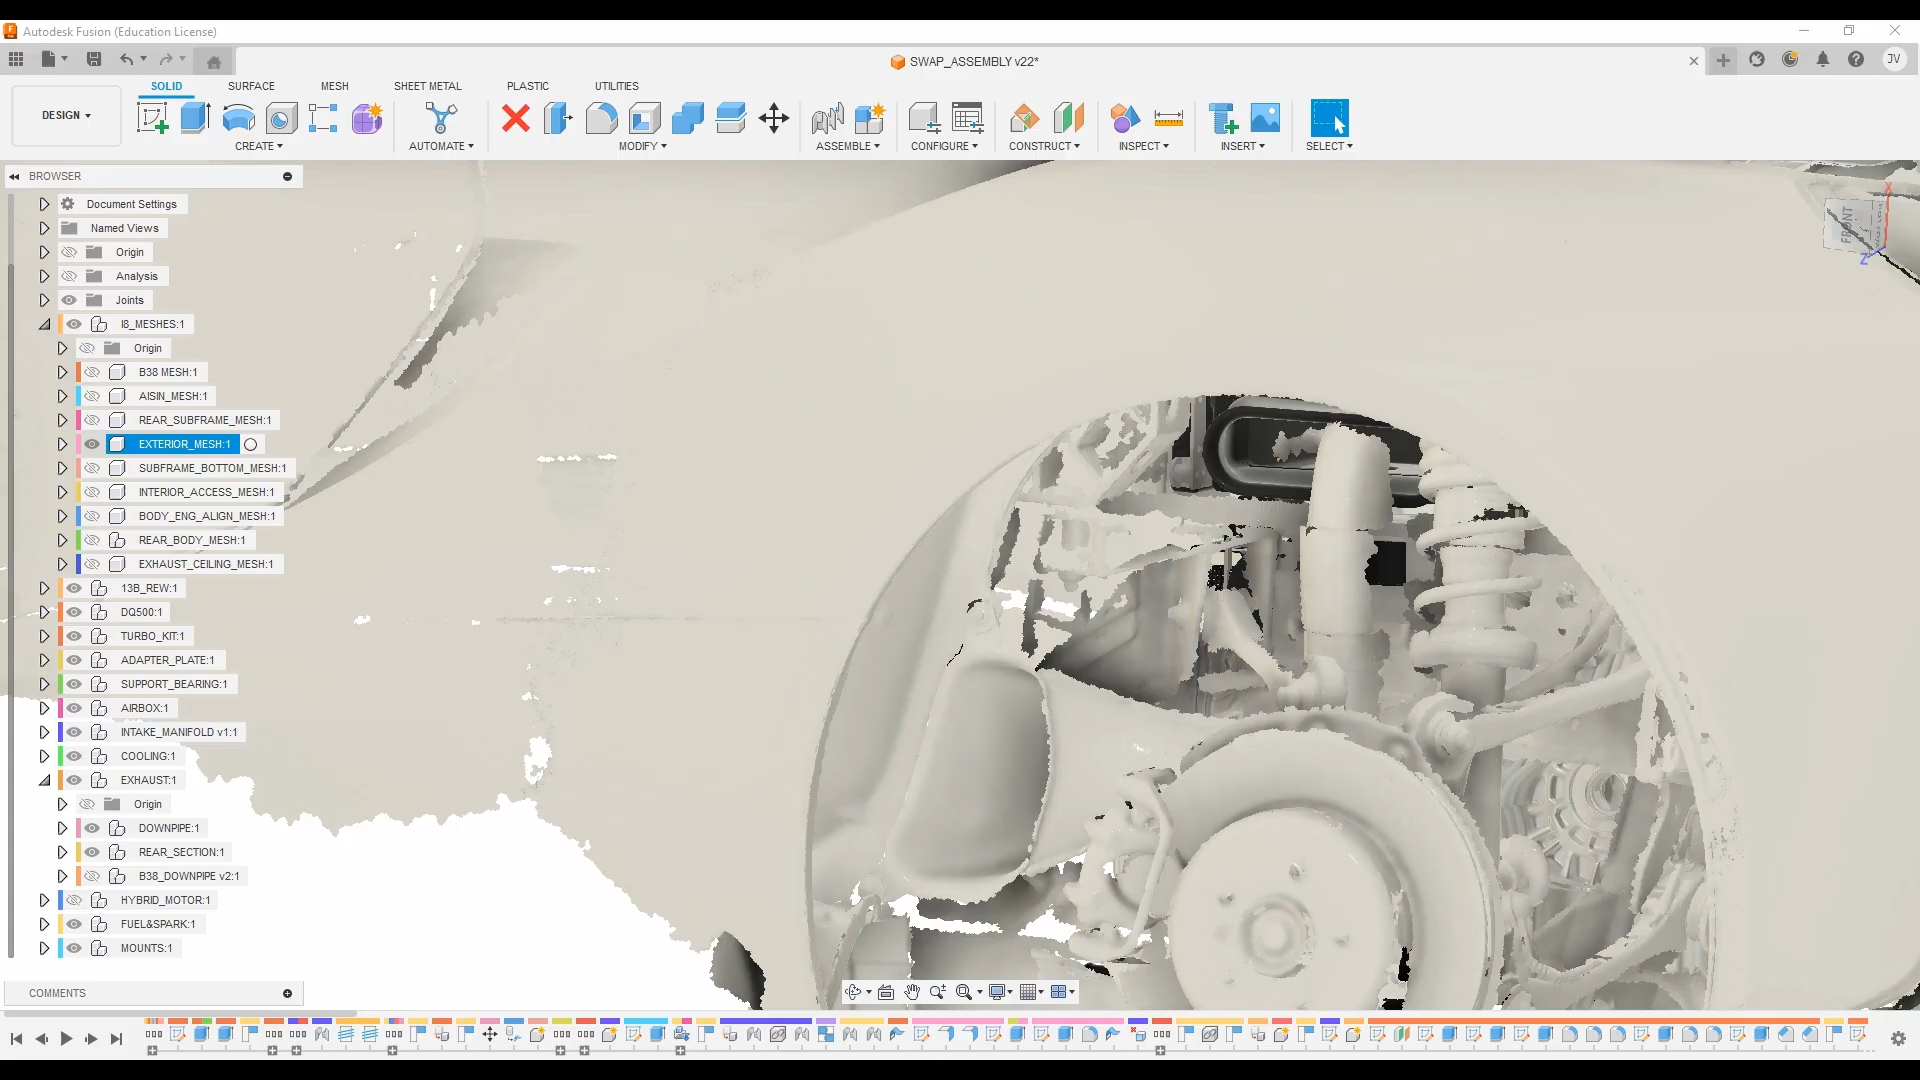 Autodesk Fusion (Education License)
SWAP_ASSEMBLY v22*
JV
DESIGN
SOLID SURFACE MESH SHEET METAL PLASTIC UTILITIES
CREATE AUTOMATE MODIFY ASSEMBLE CONFIGURE CONSTRUCT INSPECT INSERT SELECT
BROWSER
Document Settings
Named Views
Origin
Analysis
Joints
I8_MESHES:1
Origin
B38 MESH:1
AISIN_MESH:1
REAR_SUBFRAME_MESH:1
EXTERIOR_MESH:1
SUBFRAME_BOTTOM_MESH:1
INTERIOR_ACCESS_MESH:1
BODY_ENG_ALIGN_MESH:1
REAR_BODY_MESH:1
EXHAUST_CEILING_MESH:1
13B_REW:1
DQ500:1
TURBO_KIT:1
ADAPTER_PLATE:1
SUPPORT_BEARING:1
AIRBOX:1
INTAKE_MANIFOLD v1:1
COOLING:1
EXHAUST:1
Origin
DOWNPIPE:1
REAR_SECTION:1
B38_DOWNPIPE v2:1
HYBRID_MOTOR:1
FUEL&SPARK:1
MOUNTS:1
COMMENTS
X
FRONT
Z